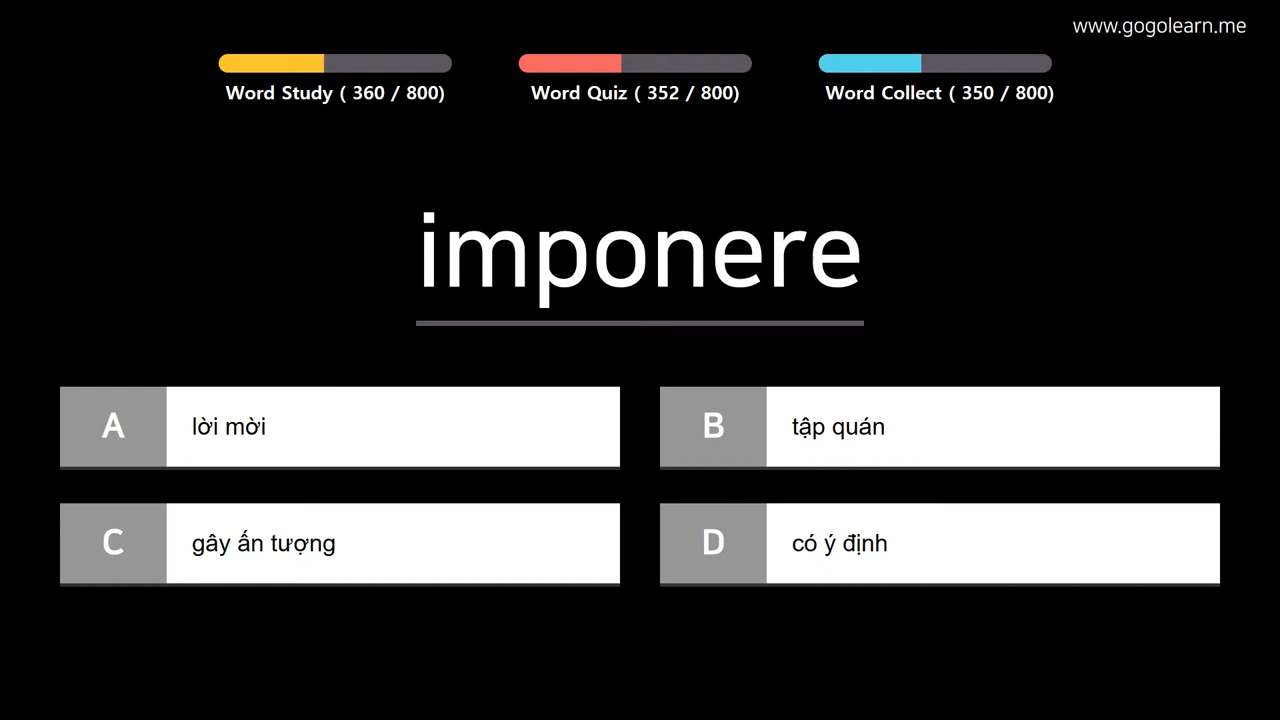 www.gogolearn.me
Word Study ( 360 / 800)
Word Quiz ( 352 / 800)
Word Collect ( 350 / 800)
imponere
A
lời mời
B
tập quán
C
gây ấn tượng
D
có ý định